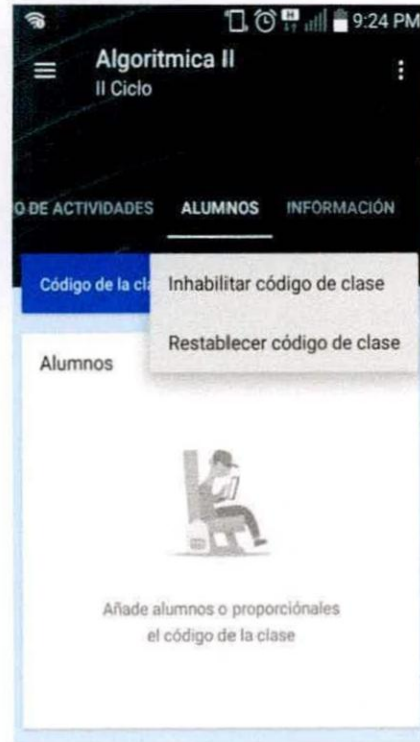 9:24 PM
Algoritmica II
II Ciclo
O DE ACTIVIDADES ALUMNOS INFORMACIÓN
Código de la cla
Inhabilitar código de clase
Restablecer código de clase
Alumnos
Añade alumnos o proporciónales
el código de la clase